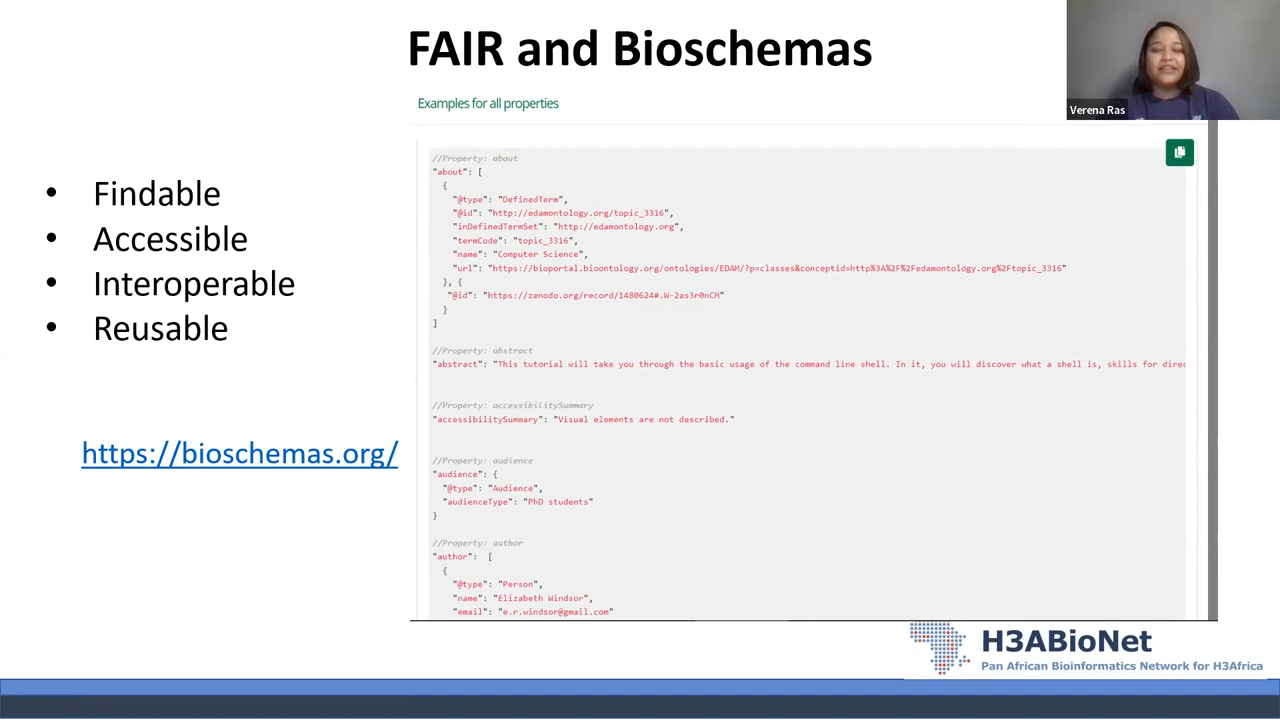 FAIR and Bioschemas
Verena Ras
Examples for all properties
• Findable
• Accessible
• Interoperable
• Reusable
https://bioschemas.org/
//Property: about
"about": [
{
"@type": "DefinedTerm",
"@id": "http://edamontology.org/topic_3316",
"inDefinedTermSet": "http://edamontology.org",
"termCode": "topic_3316",
"name": "Computer Science",
"url": "https://bioportal.bioontology.org/ontologies/EDAM/?p=classes&conceptid=http%3A%2F%2Fedamontology.org%2Ftopic_3316"
}, {
"@id": "https://zenodo.org/record/1480624#.W-2as3r0nCM"
}
]
//Property: abstract
"abstract": "This tutorial will take you through the basic usage of the command line shell. In it, you will discover what a shell is, skills for direc
//Property: accessibilitySummary
"accessibilitySummary": "Visual elements are not described."
//Property: audience
"audience": {
"@type": "Audience",
"audienceType": "PhD students"
}
//Property: author
"author": [
{
"@type": "Person",
"name": "Elizabeth Windsor",
"email": "e.r.windsor@gmail.com"
H3ABioNet
Pan African Bioinformatics Network for H3Africa